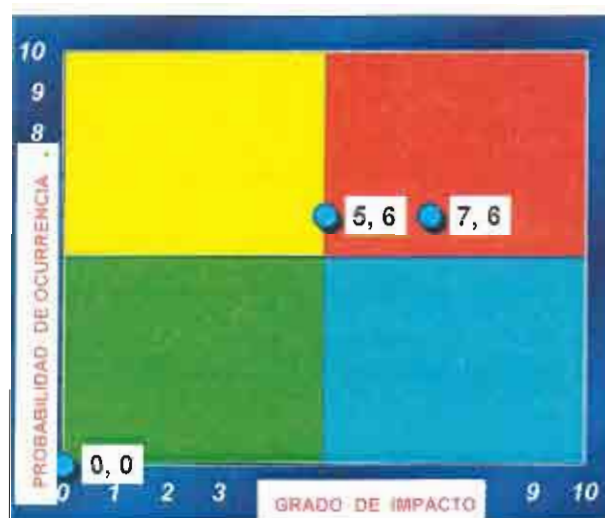 10
9
8
PROBABILIDAD DE OCURRENCIA
5, 6
7, 6
0, 0
0 1 2 3 9 10
GRADO DE IMPACTO